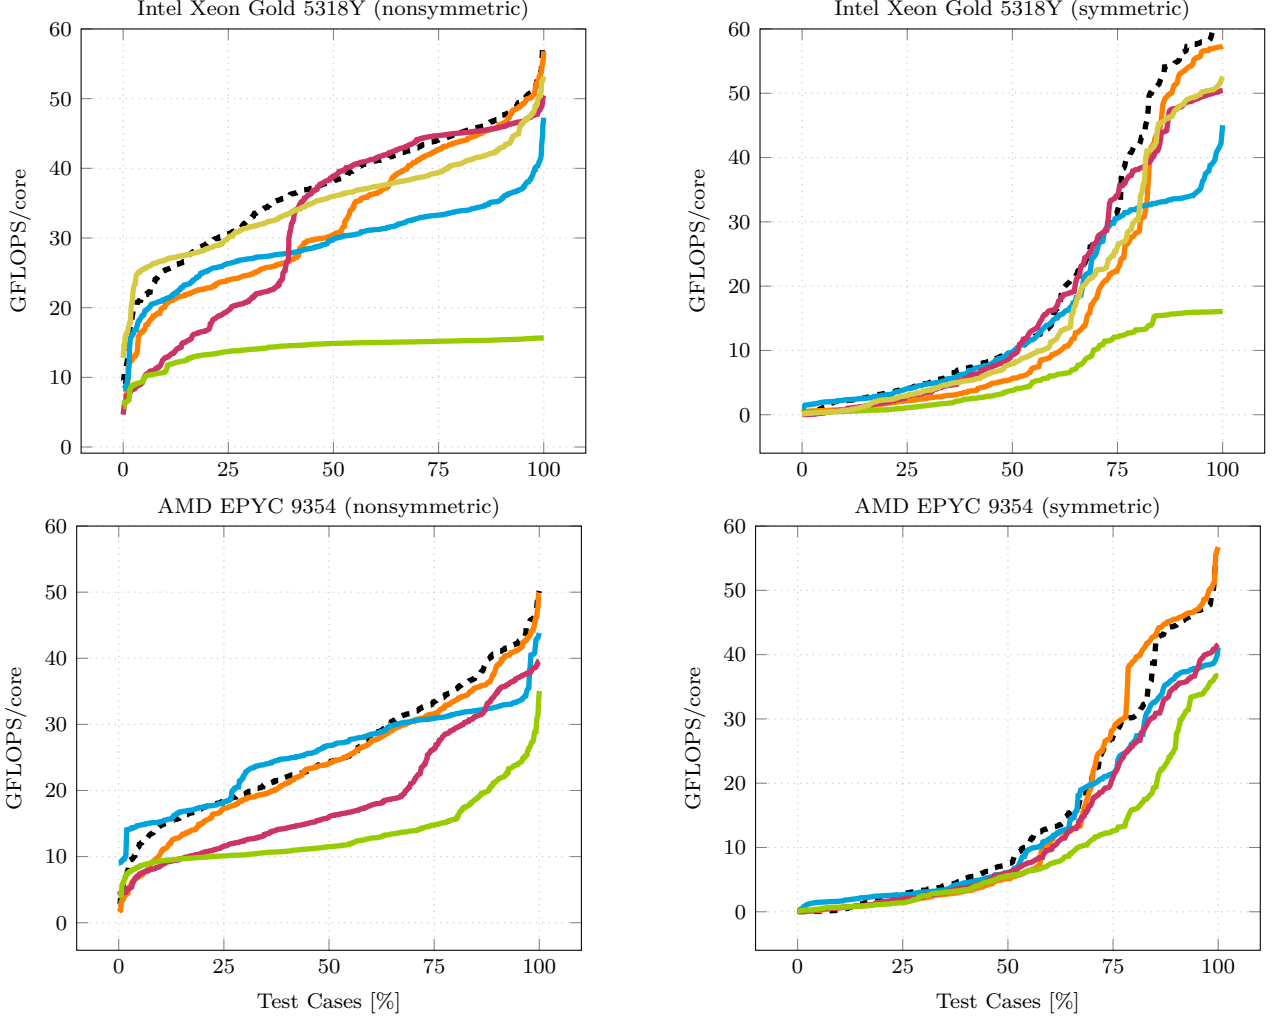 Intel Xeon Gold 5318Y (nonsymmetric)
60
50
40
30
20
10
0
GFLOPS/core
0 25 50 75 100
Intel Xeon Gold 5318Y (symmetric)
60
50
40
30
20
10
0
GFLOPS/core
0 25 50 75 100
AMD EPYC 9354 (nonsymmetric)
60
50
40
30
20
10
0
GFLOPS/core
0 25 50 75 100
Test Cases [%]
AMD EPYC 9354 (symmetric)
60
50
40
30
20
10
0
GFLOPS/core
0 25 50 75 100
Test Cases [%]